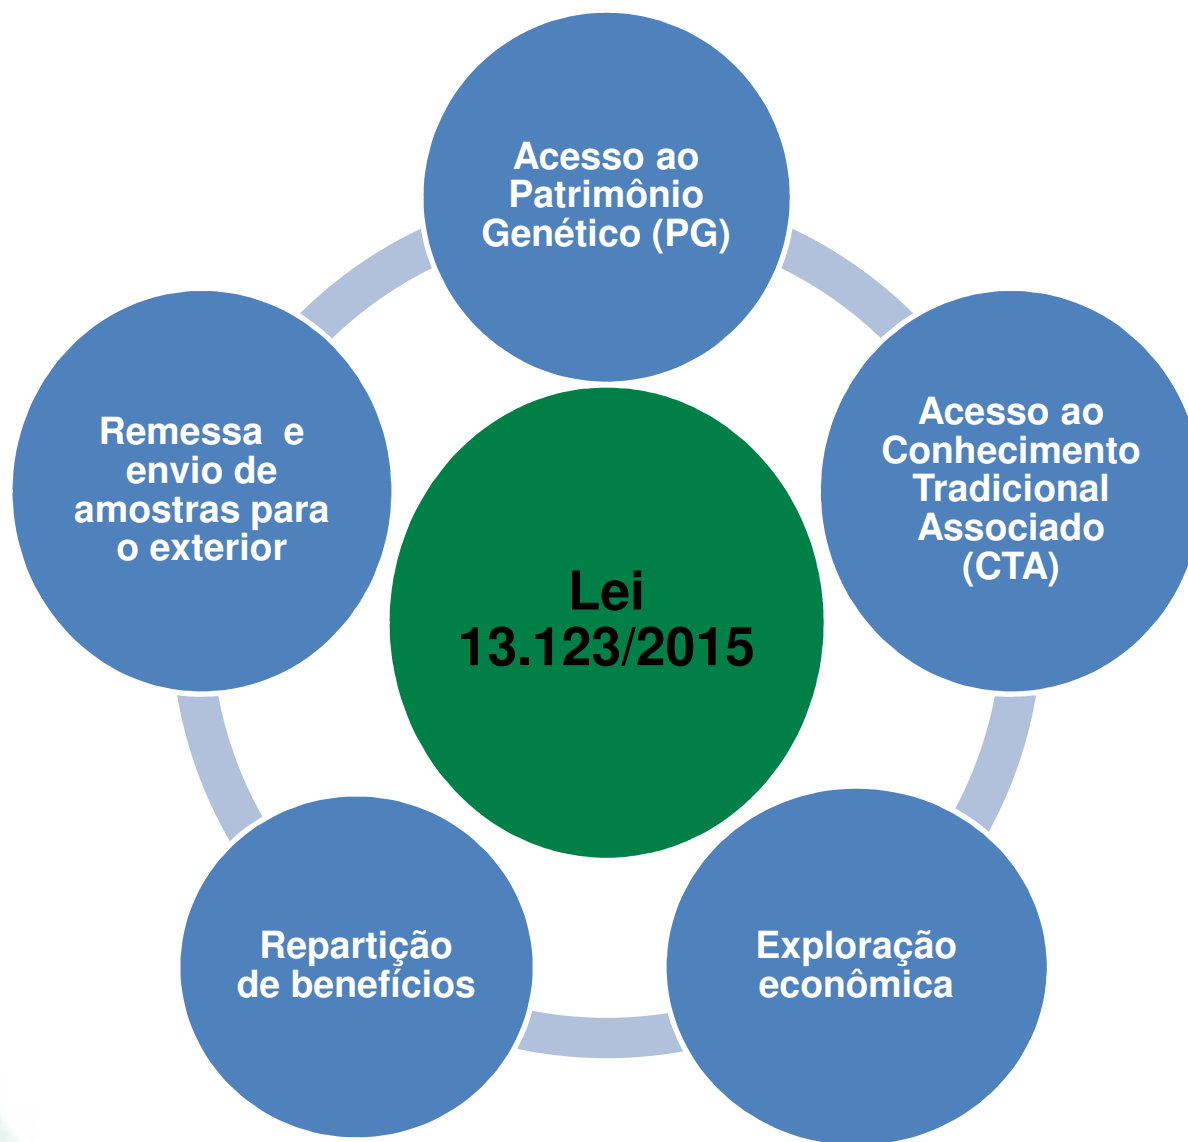 Acesso ao
Patrimônio
Genético (PG)
Acesso ao
Conhecimento
Tradicional
Associado
(CTA)
Remessa e
envio de
amostras para
o exterior
Lei
13.123/2015
Repartição
de benefícios
Exploração
econômica